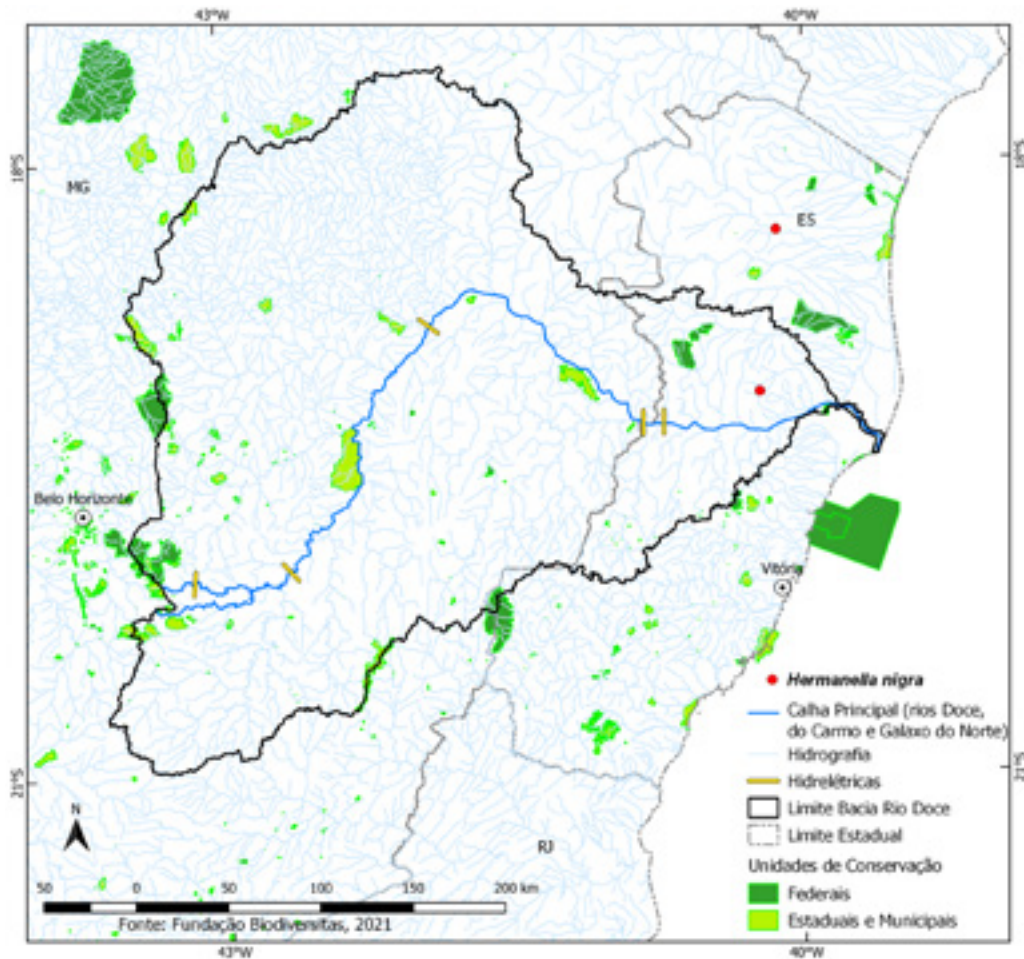 43°W 40°W
18°S 18°S
MG
ES
Belo Horizonte
Vitória
Hermanella nigra
Calha Principal (rios Doce,
do Carmo e Galaxo do Norte)
Hidrografia
Hidrelétricas
Limite Bacia Rio Doce
Limite Estadual
Unidades de Conservação
Federais
Estaduais e Municipais
21°S 21°S
N
RJ
50 0 50 100 150 200 km
Fonte: Fundação Biodiversitas, 2021
43°W 40°W